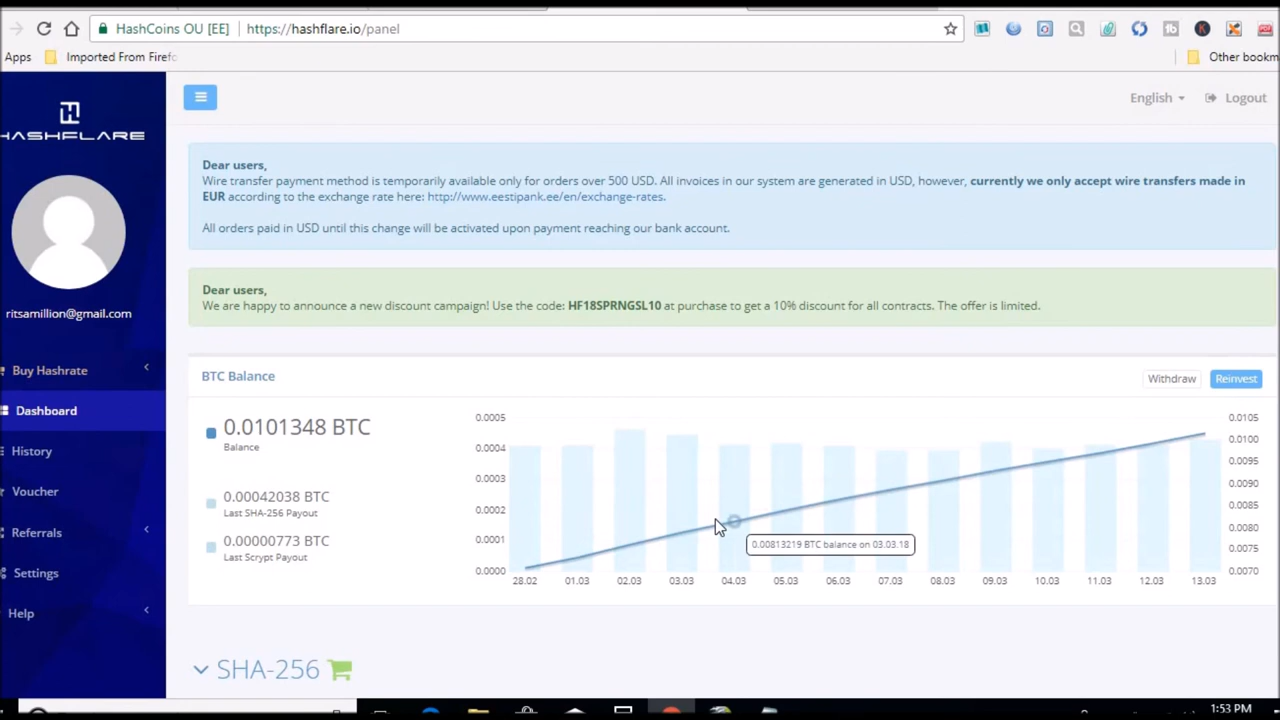 HashCoins OU [EE]
https://hashflare.io/panel
Apps
Imported From Firefo
Other bookm
HASHFLARE
English
Logout
Dear users,
Wire transfer payment method is temporarily available only for orders over 500 USD. All invoices in our system are generated in USD, however, currently we only accept wire transfers made in
EUR according to the exchange rate here: http://www.eestipank.ee/en/exchange-rates.
All orders paid in USD until this change will be activated upon payment reaching our bank account.
Dear users,
We are happy to announce a new discount campaign! Use the code: HF18SPRNGSL10 at purchase to get a 10% discount for all contracts. The offer is limited.
ritsamillion@gmail.com
Buy Hashrate
Dashboard
History
Voucher
Referrals
Settings
Help
BTC Balance
Withdraw
Reinvest
0.0101348 BTC
Balance
0.00042038 BTC
Last SHA-256 Payout
0.00000773 BTC
Last Scrypt Payout
0.0005
0.0004
0.0003
0.0002
0.0001
0.0000
0.0105
0.0100
0.0095
0.0090
0.0085
0.0080
0.0075
0.0070
0.00813219 BTC balance on 03.03.18
28.02 01.03 02.03 03.03 04.03 05.03 06.03 07.03 08.03 09.03 10.03 11.03 12.03 13.03
SHA-256
1:53 PM